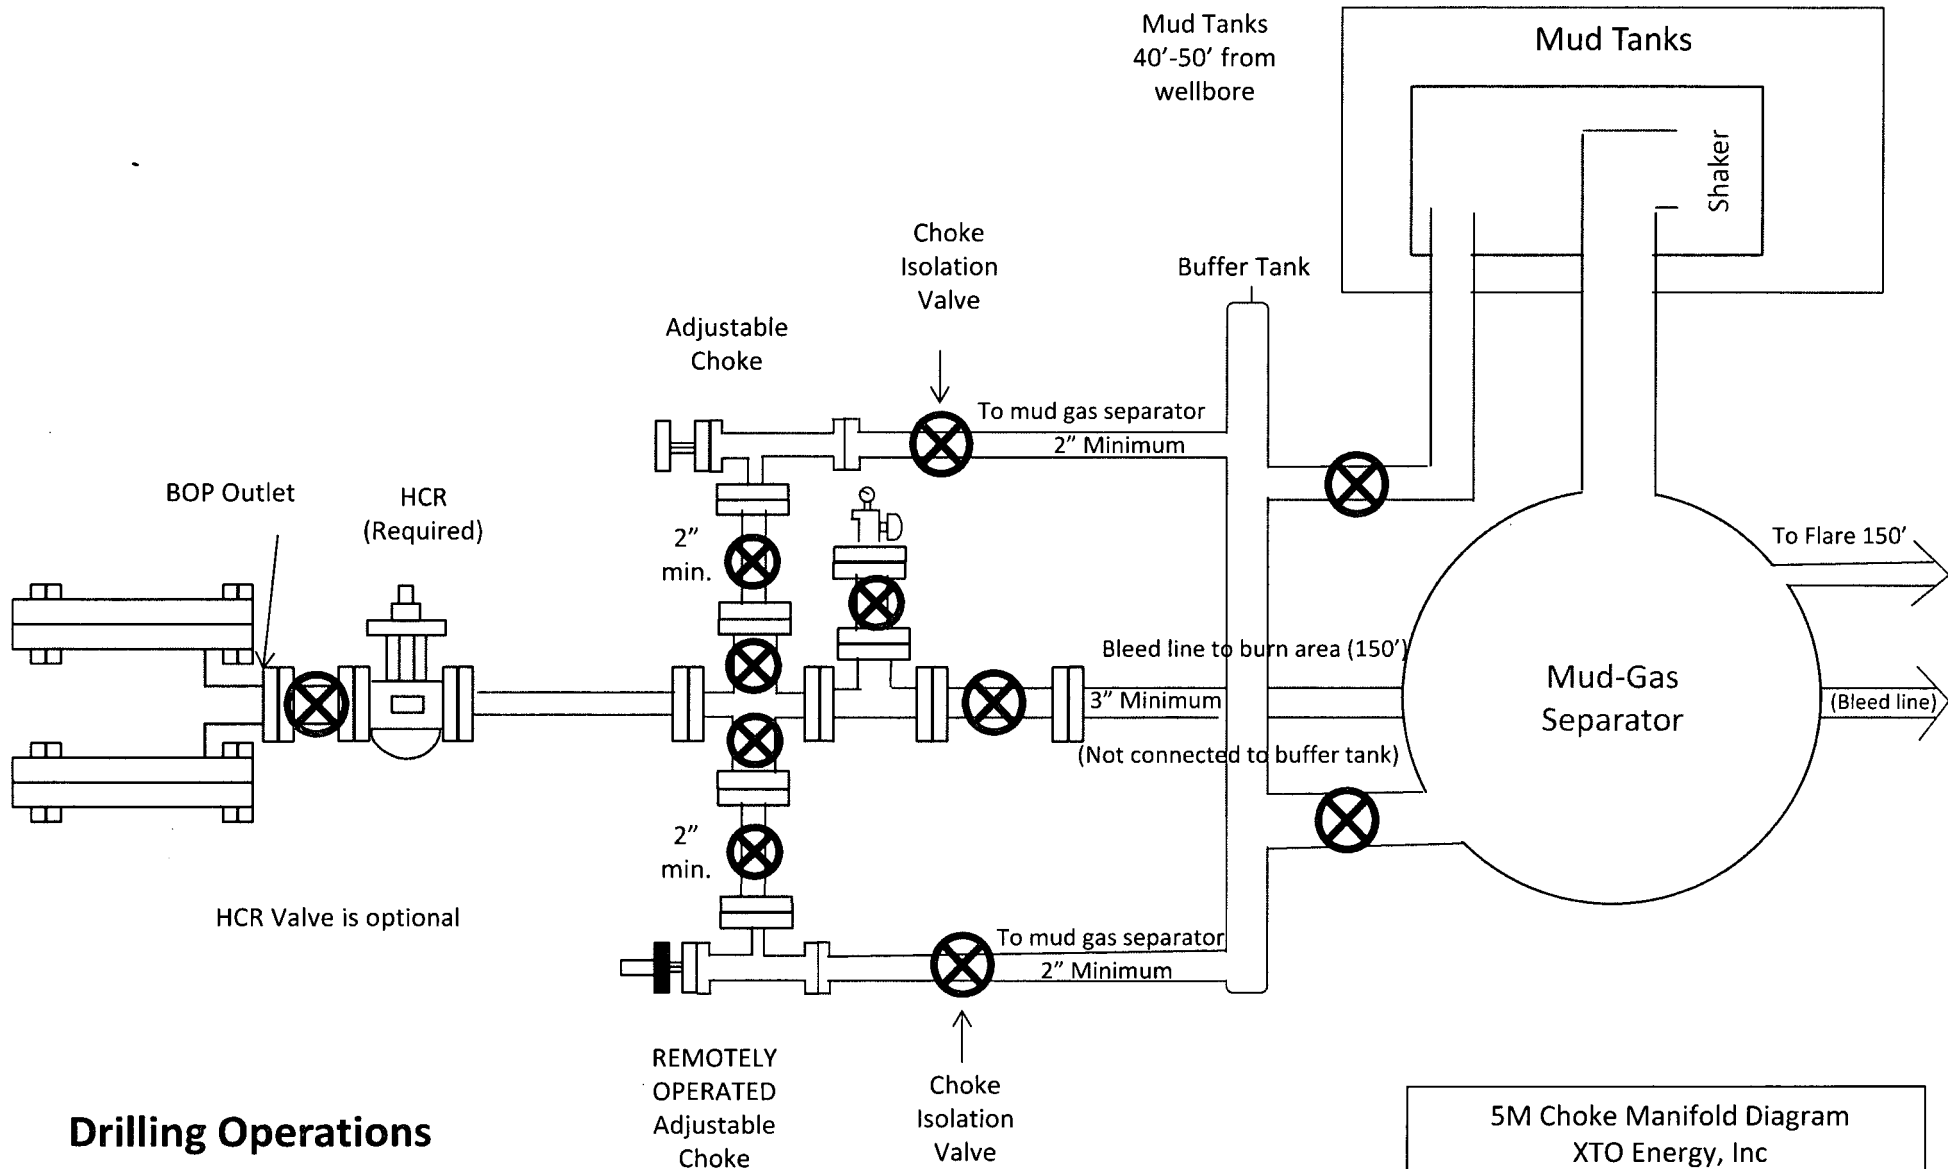 Mud Tanks
40’-50’ from
wellbore
Mud Tanks
Shaker
Choke
Isolation
Valve
Buffer Tank
Adjustable
Choke
To mud gas separator
2” Minimum
BOP Outlet
HCR
(Required)
2”
min.
To Flare 150’
Bleed line to burn area (150’)
3” Minimum
(Not connected to buffer tank)
Mud-Gas
Separator
(Bleed line)
2”
min.
HCR Valve is optional
To mud gas separator
2” Minimum
REMOTELY
OPERATED
Adjustable
Choke
Choke
Isolation
Valve
Drilling Operations
5M Choke Manifold Diagram
XTO Energy, Inc